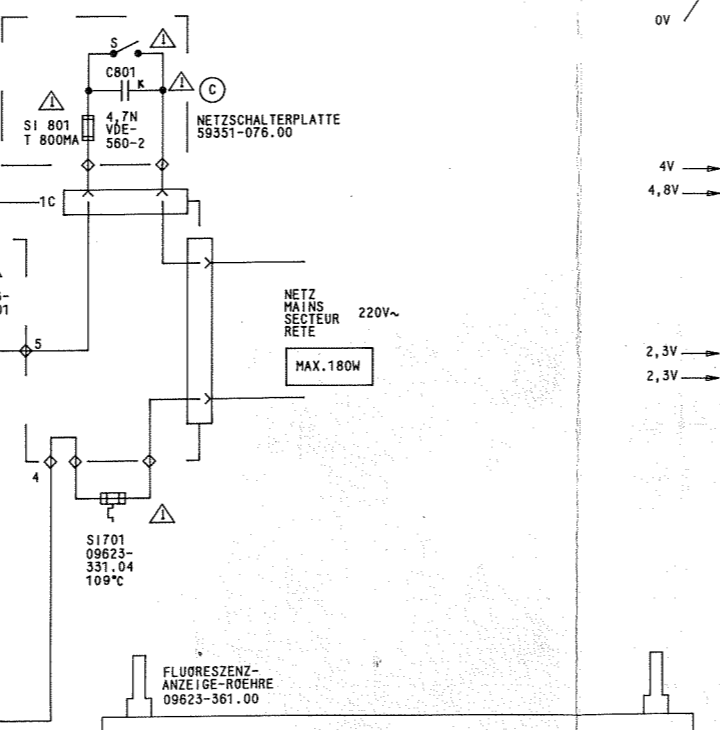 0V
S
C801
K
C
SI 801
T 800MA
4,7N
VDE-
560-2
NETZSCHALTERPLATTE
59351-076.00
4V
4,8V
1C
NETZ
MAINS
SECTEUR
RETE
220V~
MAX.180W
5
2,3V
2,3V
4
SI701
09623-
331.04
109°C
FLUORESZENZ-
ANZEIGE-ROEHRE
09623-361.00